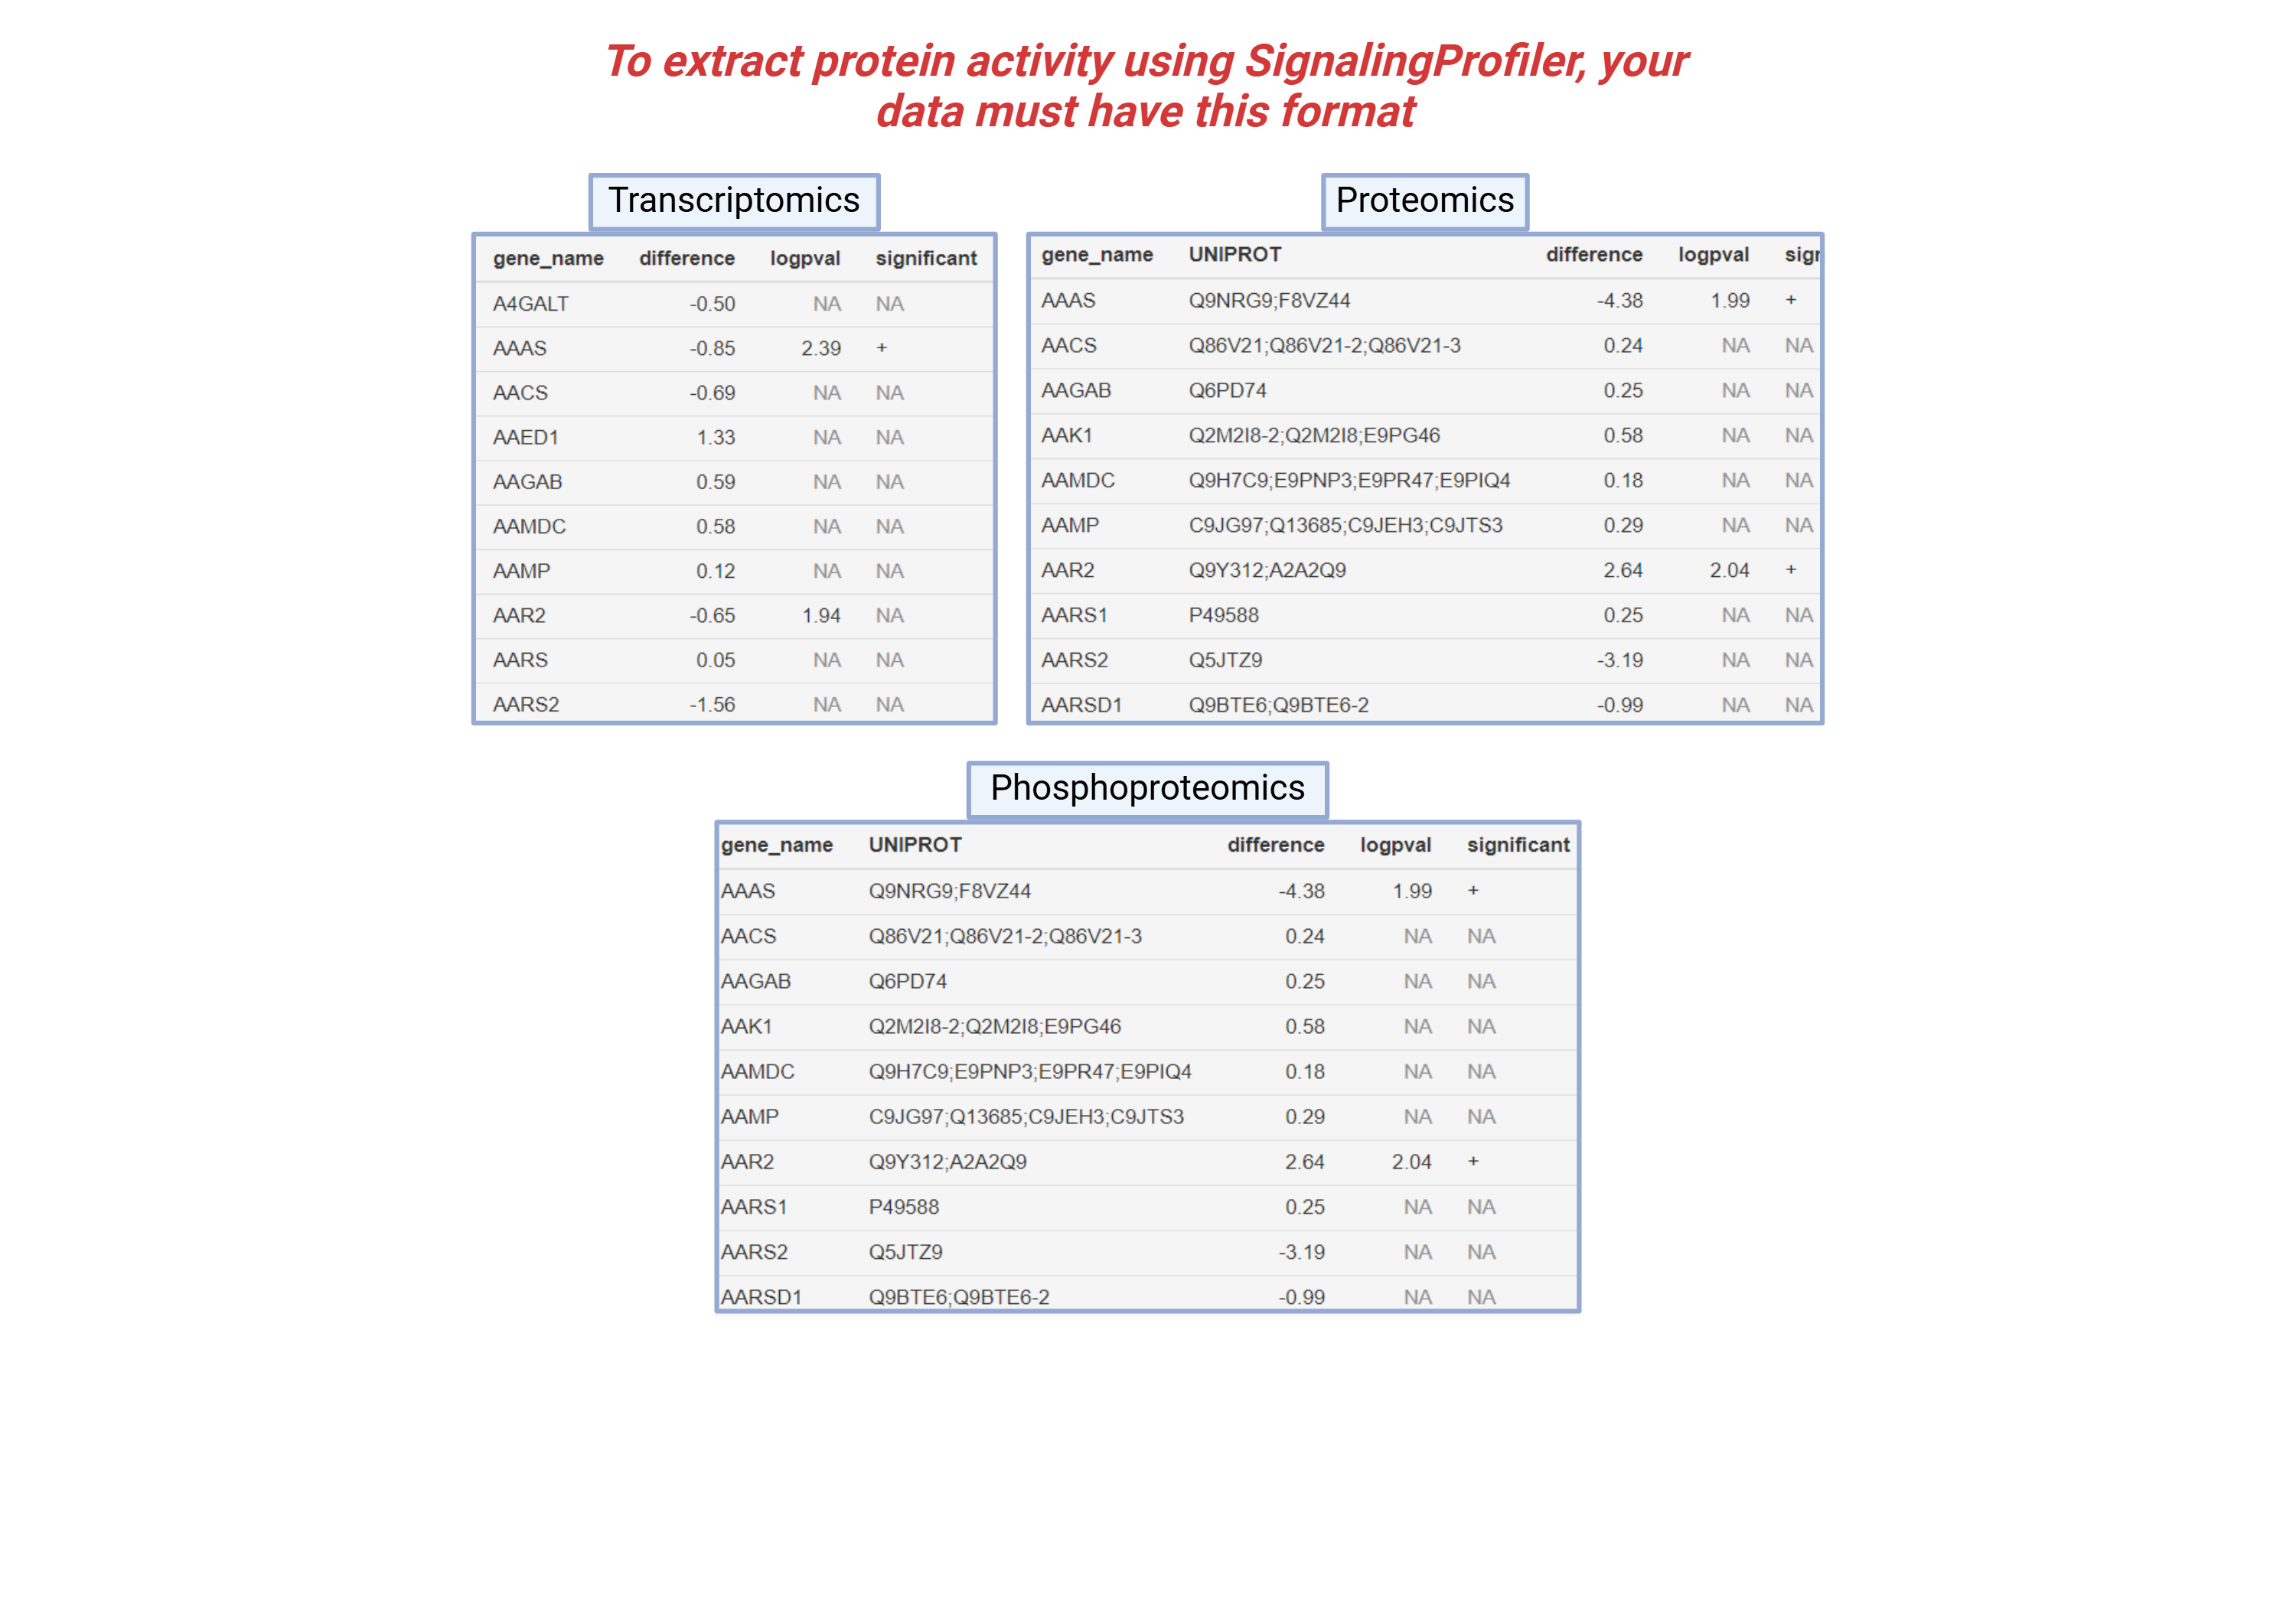 To extract protein activity using SignalingProfiler, your
data must have this format
Transcriptomics
gene_name difference logpval significant
A4GALT -0.50 NA NA
AAAS -0.85 2.39 +
AACS -0.69 NA NA
AAED1 1.33 NA NA
AAGAB 0.59 NA NA
AAMDC 0.58 NA NA
AAMP 0.12 NA NA
AAR2 -0.65 1.94 NA
AARS 0.05 NA NA
AARS2 -1.56 NA NA
Proteomics
gene_name UNIPROT difference logpval sigr
AAAS Q9NRG9;F8VZ44 -4.38 1.99 +
AACS Q86V21;Q86V21-2;Q86V21-3 0.24 NA NA
AAGAB Q6PD74 0.25 NA NA
AAK1 Q2M2I8-2;Q2M2I8;E9PG46 0.58 NA NA
AAMDC Q9H7C9;E9PNP3;E9PR47;E9PIQ4 0.18 NA NA
AAMP C9JG97;Q13685;C9JEH3;C9JTS3 0.29 NA NA
AAR2 Q9Y312;A2A2Q9 2.64 2.04 +
AARS1 P49588 0.25 NA NA
AARS2 Q5JTZ9 -3.19 NA NA
AARSD1 Q9BTE6;Q9BTE6-2 -0.99 NA NA
Phosphoproteomics
gene_name UNIPROT difference logpval significant
AAAS Q9NRG9;F8VZ44 -4.38 1.99 +
AACS Q86V21;Q86V21-2;Q86V21-3 0.24 NA NA
AAGAB Q6PD74 0.25 NA NA
AAK1 Q2M2I8-2;Q2M2I8;E9PG46 0.58 NA NA
AAMDC Q9H7C9;E9PNP3;E9PR47;E9PIQ4 0.18 NA NA
AAMP C9JG97;Q13685;C9JEH3;C9JTS3 0.29 NA NA
AAR2 Q9Y312;A2A2Q9 2.64 2.04 +
AARS1 P49588 0.25 NA NA
AARS2 Q5JTZ9 -3.19 NA NA
AARSD1 Q9BTE6;Q9BTE6-2 -0.99 NA NA